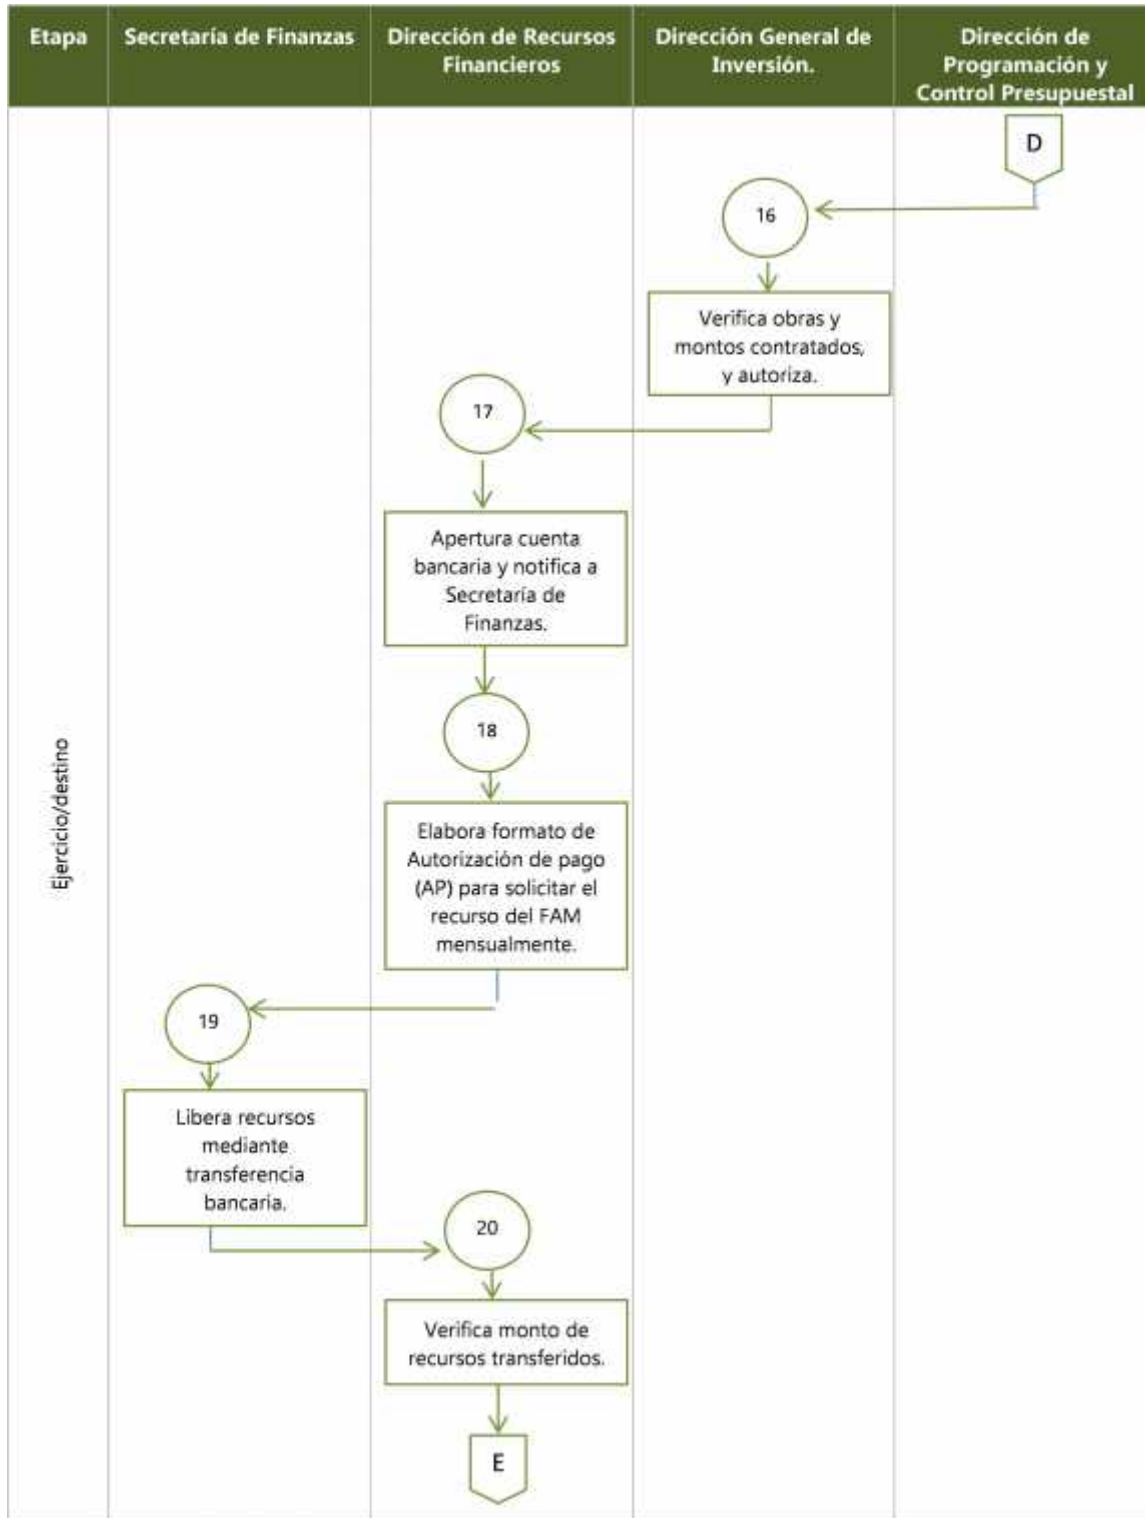 Etapa
Secretaría de Finanzas
Dirección de Recursos
Financieros
Dirección General de
Inversión.
Dirección de
Programación y
Control Presupuestal
D
16
Verifica obras y
montos contratados,
y autoriza.
17
Apertura cuenta
bancaria y notifica a
Secretaría de
Finanzas.
18
Ejercicio/destino
Elabora formato de
Autorización de pago
(AP) para solicitar el
recurso del FAM
mensualmente.
19
Libera recursos
mediante
transferencia
bancaria.
20
Verifica monto de
recursos transferidos.
E